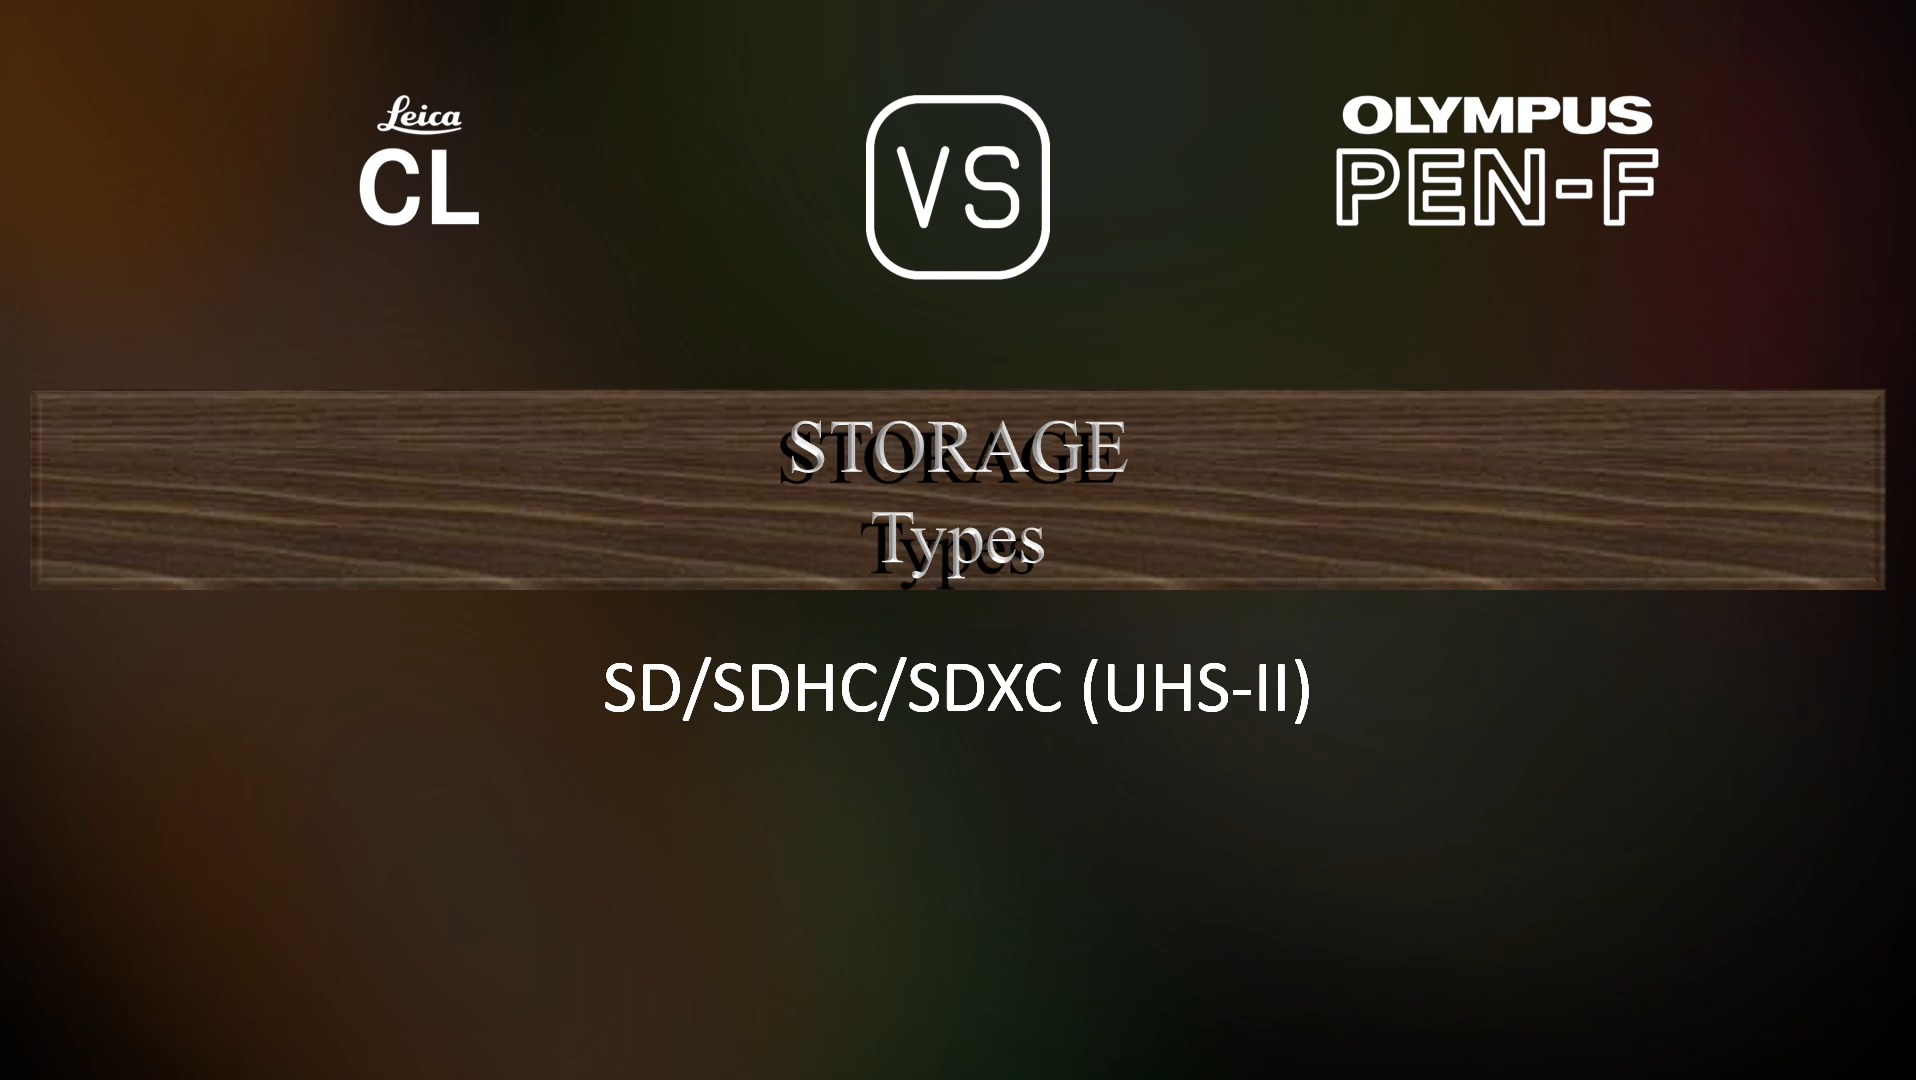 Leica
CL
VS
OLYMPUS
PEN-F
STORAGE
Types
SD/SDHC/SDXC (UHS-II)